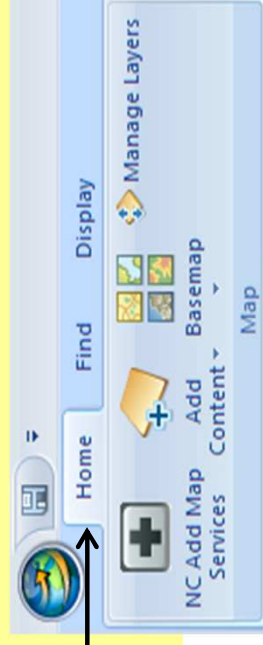 Home Find Display
NC Add Map
Services
Add
Content
Basemap
Manage Layers
Map